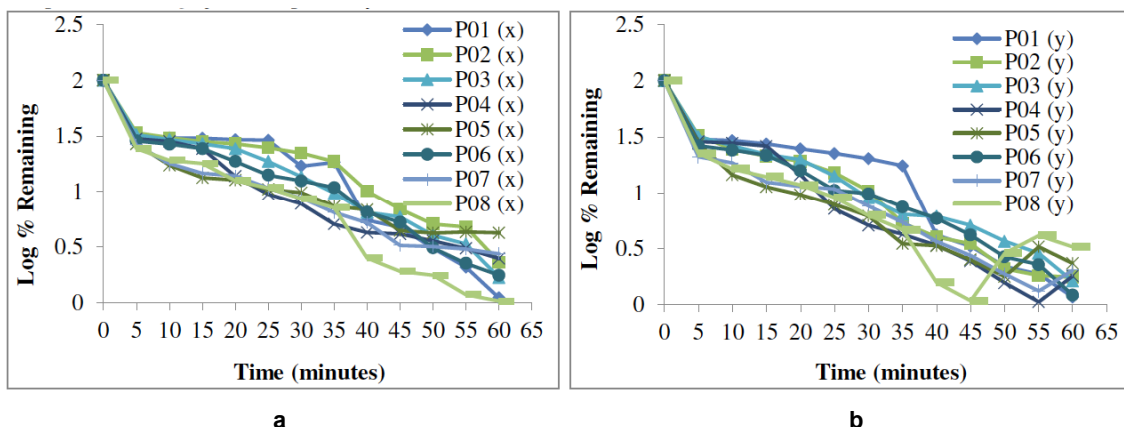 2.5
2
1.5
1
0.5
0
Log % Remaining
0 5 10 15 20 25 30 35 40 45 50 55 60 65
Time (minutes)
P01 (x)
P02 (x)
P03 (x)
P04 (x)
P05 (x)
P06 (x)
P07 (x)
P08 (x)
a
2.5
2
1.5
1
0.5
0
Log % Remaining
0 5 10 15 20 25 30 35 40 45 50 55 60 65
Time (minutes)
P01 (y)
P02 (y)
P03 (y)
P04 (y)
P05 (y)
P06 (y)
P07 (y)
P08 (y)
b